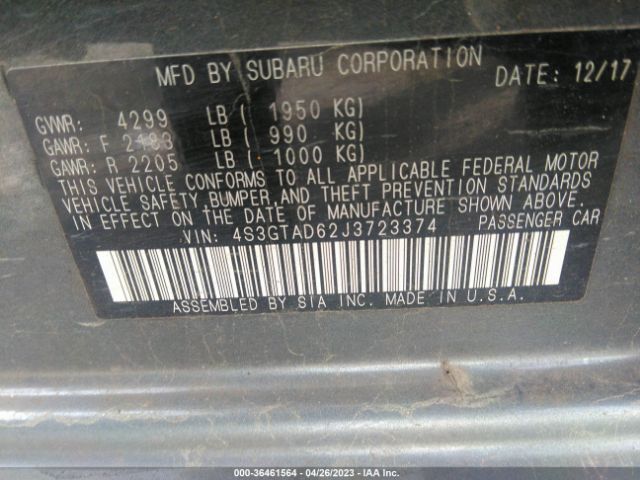 MFD BY SUBARU CORPORATION DATE: 12/17
GVWR: 4299 LB ( 1950 KG)
GAWR: F 2183 LB ( 990 KG)
GAWR: R 2205 LB ( 1000 KG)
THIS VEHICLE CONFORMS TO ALL APPLICABLE FEDERAL MOTOR
VEHICLE SAFETY BUMPER, AND THEFT PREVENTION STANDARDS
IN EFFECT ON THE DATE OF MANUFACTURE SHOWN ABOVE.
VIN: 4S3GTAD62J3723374 PASSENGER CAR
ASSEMBLED BY SIA INC. MADE IN U.S.A.
000-36461564 | 04/26/2023 | IAA Inc.